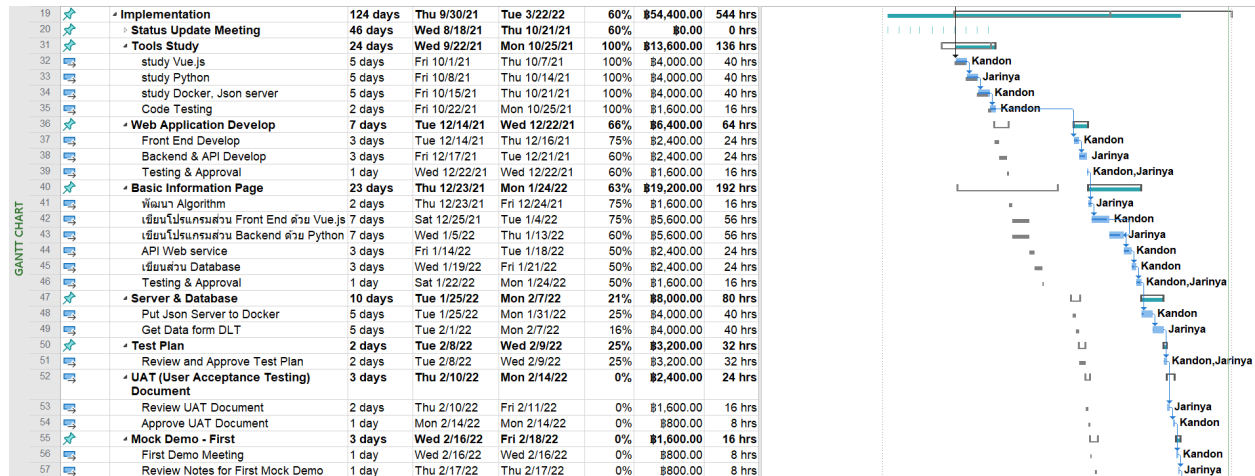 GANTT CHART
19 Implementation 124 days Thu 9/30/21 Tue 3/22/22 60% ฿54,400.00 544 hrs
20 Status Update Meeting 46 days Wed 8/18/21 Thu 10/21/21 60% ฿0.00 0 hrs
31 Tools Study 24 days Wed 9/22/21 Mon 10/25/21 100% ฿13,600.00 136 hrs
32 study Vue.js 5 days Fri 10/1/21 Thu 10/7/21 100% ฿4,000.00 40 hrs Kandon
33 study Python 5 days Fri 10/8/21 Thu 10/14/21 100% ฿4,000.00 40 hrs Jarinya
34 study Docker, Json server 5 days Fri 10/15/21 Thu 10/21/21 100% ฿4,000.00 40 hrs Kandon
35 Code Testing 2 days Fri 10/22/21 Mon 10/25/21 100% ฿1,600.00 16 hrs Kandon
36 Web Application Develop 7 days Tue 12/14/21 Wed 12/22/21 66% ฿6,400.00 64 hrs
37 Front End Develop 3 days Tue 12/14/21 Thu 12/16/21 75% ฿2,400.00 24 hrs Kandon
38 Backend & API Develop 3 days Fri 12/17/21 Tue 12/21/21 60% ฿2,400.00 24 hrs Jarinya
39 Testing & Approval 1 day Wed 12/22/21 Wed 12/22/21 60% ฿1,600.00 16 hrs Kandon,Jarinya
40 Basic Information Page 23 days Thu 12/23/21 Mon 1/24/22 63% ฿19,200.00 192 hrs
41 พัฒนา Algorithm 2 days Thu 12/23/21 Fri 12/24/21 75% ฿1,600.00 16 hrs Jarinya
42 เขียนโปรแกรมส่วน Front End ด้วย Vue.js 7 days Sat 12/25/21 Tue 1/4/22 75% ฿5,600.00 56 hrs Kandon
43 เขียนโปรแกรมส่วน Backend ด้วย Python 7 days Wed 1/5/22 Thu 1/13/22 60% ฿5,600.00 56 hrs Jarinya
44 API Web service 3 days Fri 1/14/22 Tue 1/18/22 50% ฿2,400.00 24 hrs Kandon
45 เขียนส่วน Database 3 days Wed 1/19/22 Fri 1/21/22 50% ฿2,400.00 24 hrs Kandon
46 Testing & Approval 1 day Sat 1/22/22 Mon 1/24/22 50% ฿1,600.00 16 hrs Kandon,Jarinya
47 Server & Database 10 days Tue 1/25/22 Mon 2/7/22 21% ฿8,000.00 80 hrs
48 Put Json Server to Docker 5 days Tue 1/25/22 Mon 1/31/22 25% ฿4,000.00 40 hrs Kandon
49 Get Data form DLT 5 days Tue 2/1/22 Mon 2/7/22 16% ฿4,000.00 40 hrs Jarinya
50 Test Plan 2 days Tue 2/8/22 Wed 2/9/22 25% ฿3,200.00 32 hrs
51 Review and Approve Test Plan 2 days Tue 2/8/22 Wed 2/9/22 25% ฿3,200.00 32 hrs Kandon,Jarinya
52 UAT (User Acceptance Testing) 3 days Thu 2/10/22 Mon 2/14/22 0% ฿2,400.00 24 hrs
Document
53 Review UAT Document 2 days Thu 2/10/22 Fri 2/11/22 0% ฿1,600.00 16 hrs Jarinya
54 Approve UAT Document 1 day Mon 2/14/22 Mon 2/14/22 0% ฿800.00 8 hrs Kandon
55 Mock Demo - First 3 days Wed 2/16/22 Fri 2/18/22 0% ฿1,600.00 16 hrs
56 First Demo Meeting 1 day Wed 2/16/22 Wed 2/16/22 0% ฿800.00 8 hrs Kandon
57 Review Notes for First Mock Demo 1 day Thu 2/17/22 Thu 2/17/22 0% ฿800.00 8 hrs Jarinya